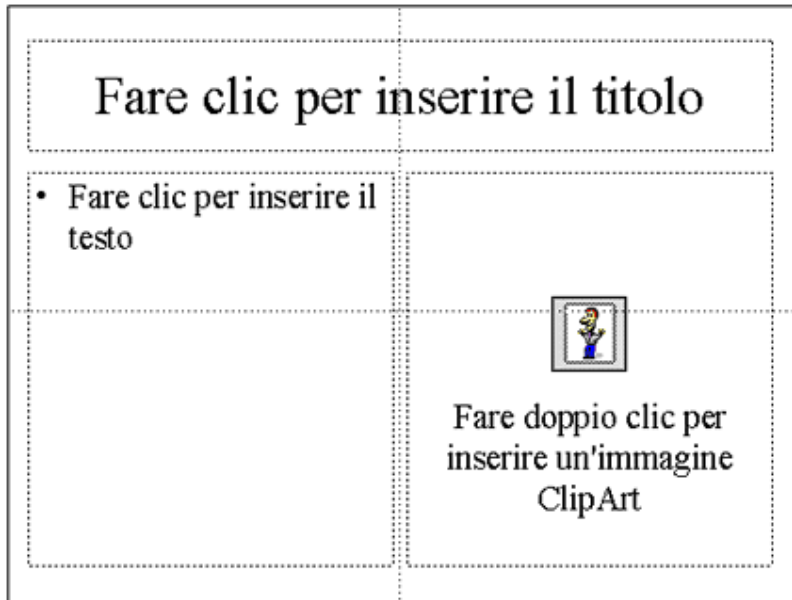 Fare clic per inserire il titolo
• Fare clic per inserire il
testo
Fare doppio clic per
inserire un'immagine
ClipArt